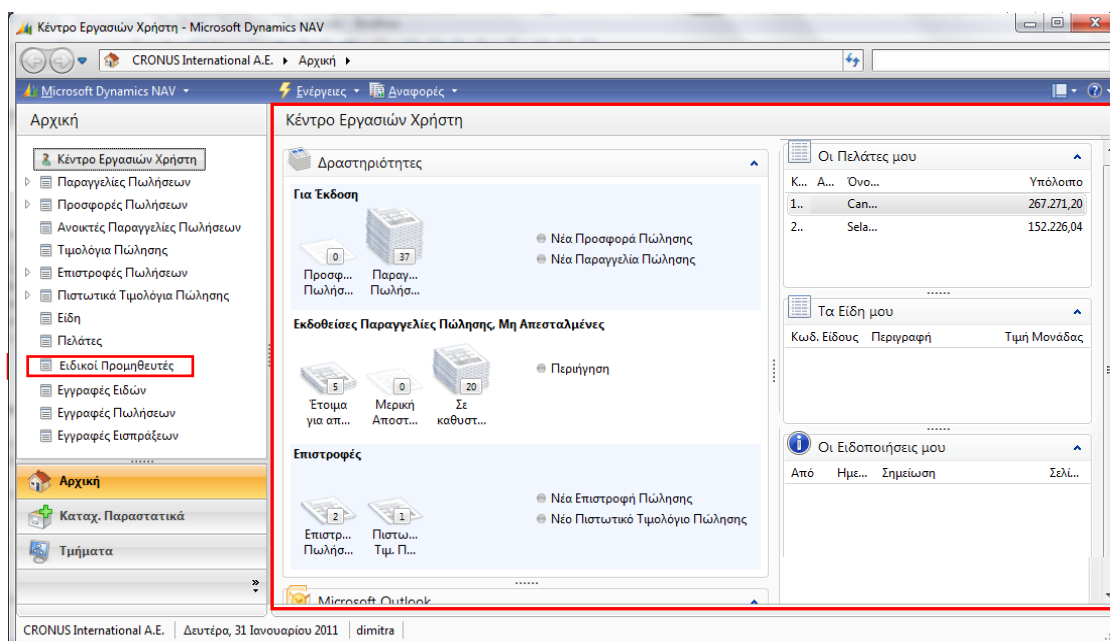 Κέντρο Εργασιών Χρήστη - Microsoft Dynamics NAV
CRONUS International A.E. ▸ Αρχική ▸
Microsoft Dynamics NAV
Ενέργειες
Αναφορές
Αρχική
Κέντρο Εργασιών Χρήστη
Παραγγελίες Πωλήσεων
Προσφορές Πωλήσεων
Ανοικτές Παραγγελίες Πωλήσεων
Τιμολόγια Πώλησης
Επιστροφές Πωλήσεων
Πιστωτικά Τιμολόγια Πώλησης
Είδη
Πελάτες
Ειδικοί Προμηθευτές
Εγγραφές Ειδών
Εγγραφές Πωλήσεων
Εγγραφές Εισπράξεων
Αρχική
Καταχ. Παραστατικά
Τμήματα
Κέντρο Εργασιών Χρήστη
Δραστηριότητες
Για Έκδοση
0 37
Προσφ... Παραγ...
Πωλήσ... Πωλήσ...
Νέα Προσφορά Πώλησης
Νέα Παραγγελία Πώλησης
Εκδοθείσες Παραγγελίες Πώλησης, Μη Απεσταλμένες
5 0 20
Έτοιμα Μερική Σε
για απ... Αποστ... καθυστ...
Περιήγηση
Επιστροφές
2 1
Επιστρ... Πιστω...
Πωλήσ... Τιμ. Π...
Νέα Επιστροφή Πώλησης
Νέο Πιστωτικό Τιμολόγιο Πώλησης
Microsoft Outlook
Οι Πελάτες μου
Κ... Α... Όνο... Υπόλοιπο
1.. Can... 267.271,20
2.. Sela... 152.226,04
Τα Είδη μου
Κωδ. Είδους Περιγραφή Τιμή Μονάδας
Οι Ειδοποιήσεις μου
Από Ημε... Σημείωση Σελί...
CRONUS International A.E. Δευτέρα, 31 Ιανουαρίου 2011 dimitra